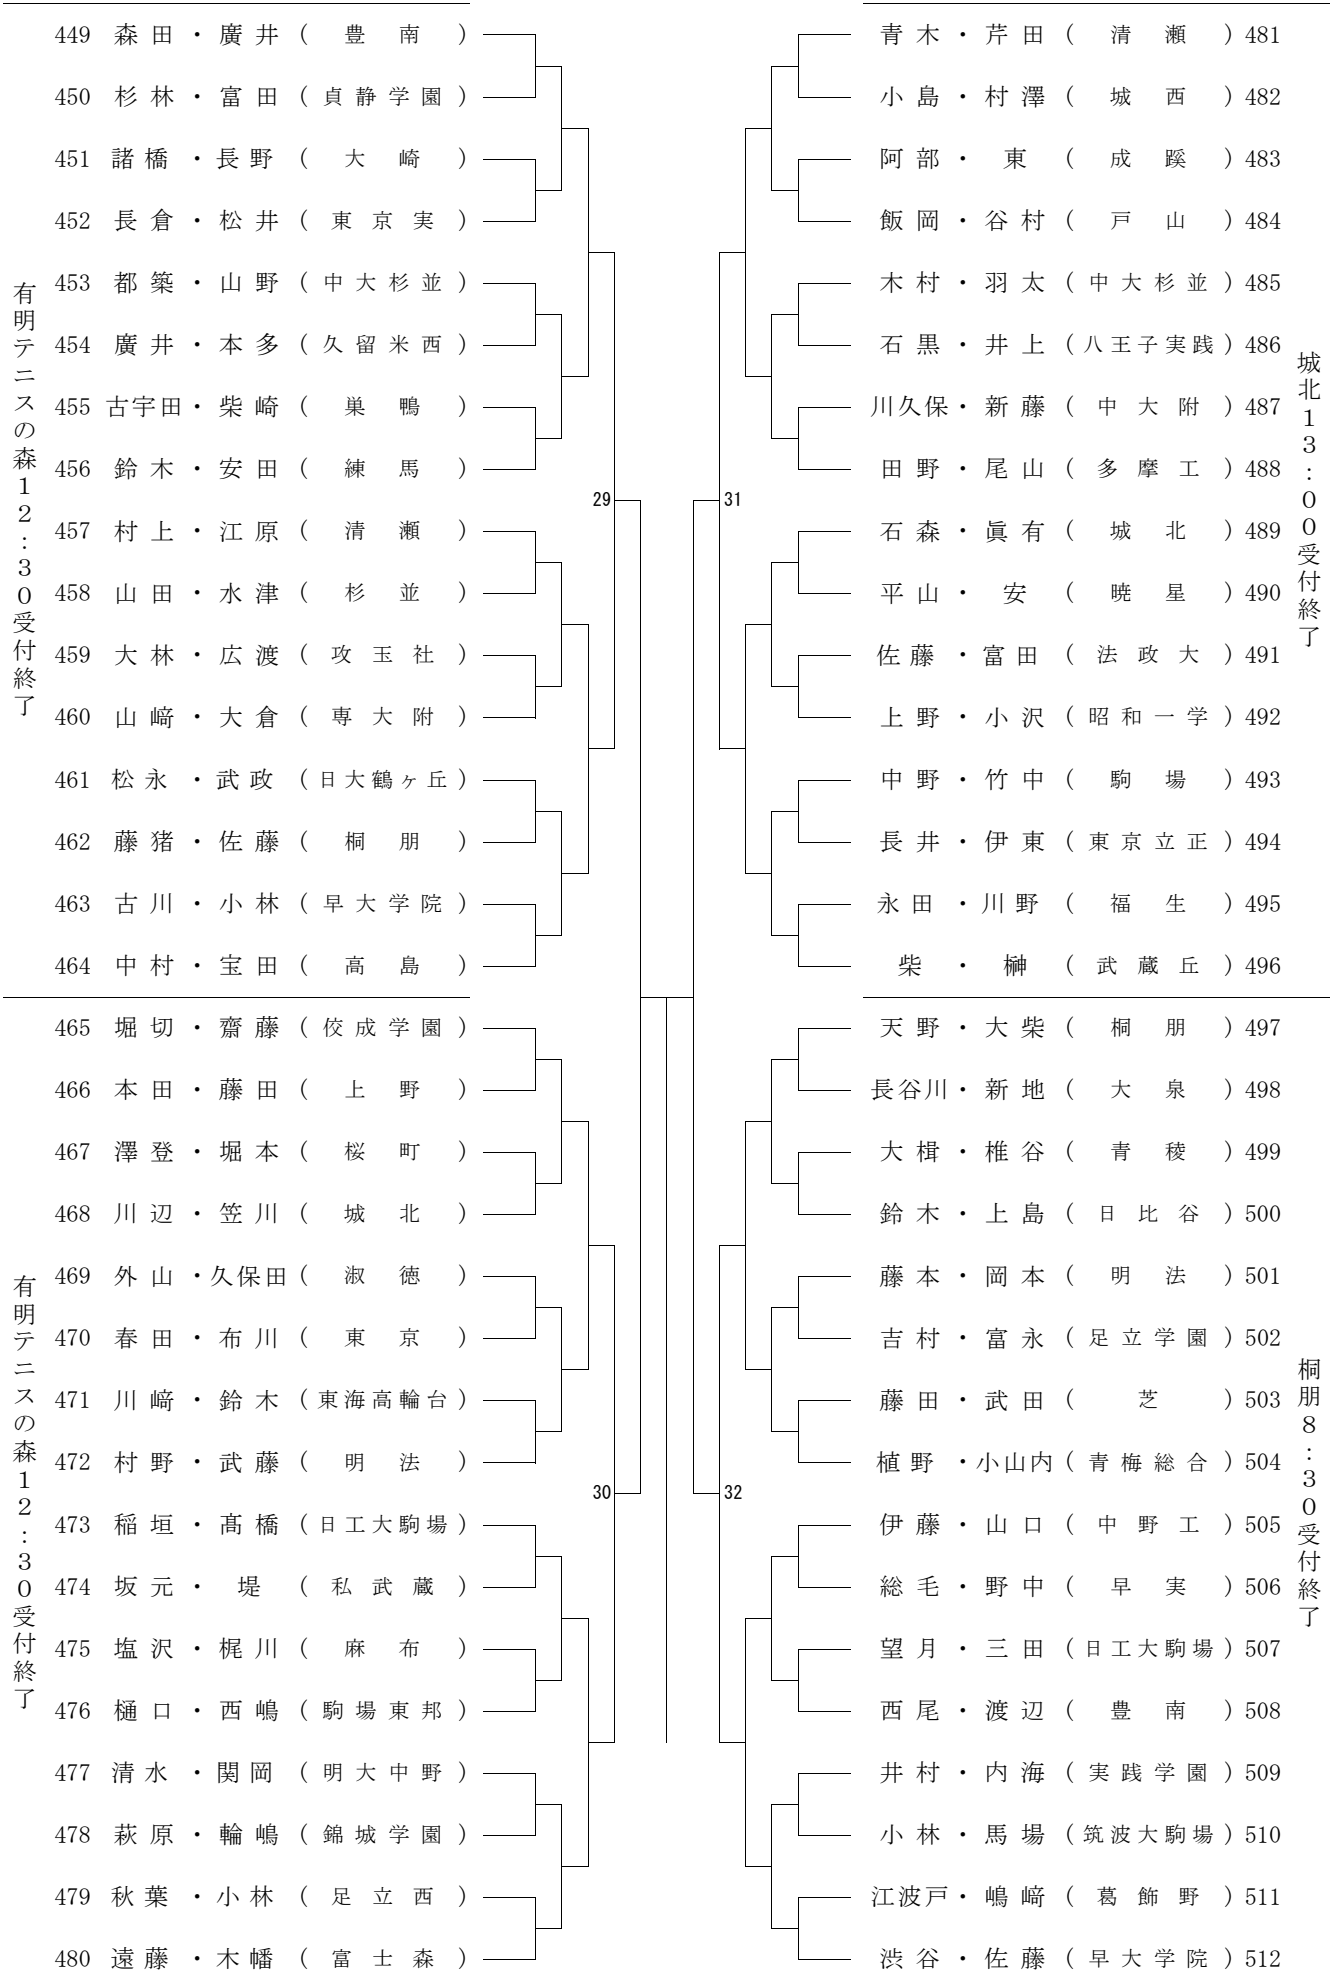 449 森田・廣井（豊南）
450 杉林・富田（貞静学園）
451 諸橋・長野（大崎）
452 長倉・松井（東京実）
453 都築・山野（中大杉並）
454 廣井・本多（久留米西）
455 古宇田・柴崎（巣鴨）
456 鈴木・安田（練馬）
457 村上・江原（清瀬）
458 山田・水津（杉並）
459 大林・広渡（攻玉社）
460 山﨑・大倉（専大附）
461 松永・武政（日大鶴ヶ丘）
462 藤猪・佐藤（桐朋）
463 古川・小林（早大学院）
464 中村・宝田（高島）
有明テニスの森12:30受付終了
29
465 堀切・齋藤（佼成学園）
466 本田・藤田（上野）
467 澤登・堀本（桜町）
468 川辺・笠川（城北）
469 外山・久保田（淑徳）
470 春田・布川（東京）
471 川﨑・鈴木（東海高輪台）
472 村野・武藤（明法）
473 稲垣・髙橋（日工大駒場）
474 坂元・堤（私武蔵）
475 塩沢・梶川（麻布）
476 樋口・西嶋（駒場東邦）
477 清水・関岡（明大中野）
478 萩原・輪嶋（錦城学園）
479 秋葉・小林（足立西）
480 遠藤・木幡（富士森）
有明テニスの森12:30受付終了
30
青木・芹田（清瀬）481
小島・村澤（城西）482
阿部・東（成蹊）483
飯岡・谷村（戸山）484
木村・羽太（中大杉並）485
石黒・井上（八王子実践）486
川久保・新藤（中大附）487
田野・尾山（多摩工）488
石森・眞有（城北）489
平山・安（暁星）490
佐藤・富田（法政大）491
上野・小沢（昭和一学）492
中野・竹中（駒場）493
長井・伊東（東京立正）494
永田・川野（福生）495
柴・榊（武蔵丘）496
城北13:00受付終了
31
天野・大柴（桐朋）497
長谷川・新地（大泉）498
大楫・椎谷（青稜）499
鈴木・上島（日比谷）500
藤本・岡本（明法）501
吉村・富永（足立学園）502
藤田・武田（芝）503
植野・小山内（青梅総合）504
伊藤・山口（中野工）505
総毛・野中（早実）506
望月・三田（日工大駒場）507
西尾・渡辺（豊南）508
井村・内海（実践学園）509
小林・馬場（筑波大駒場）510
江波戸・嶋﨑（葛飾野）511
渋谷・佐藤（早大学院）512
桐朋8:30受付終了
32